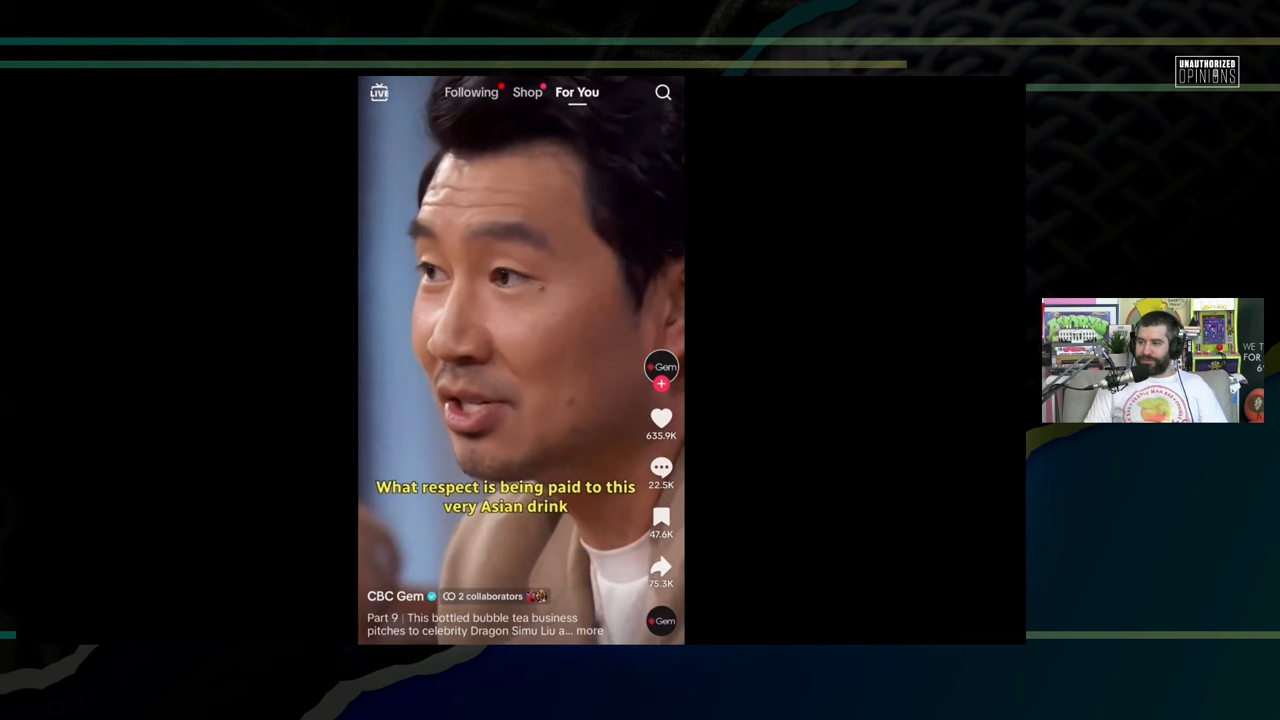 UNAUTHORIZED
OPINIONS
LIVE
Following Shop For You
Gem
635.9K
22.5K
47.6K
75.3K
What respect is being paid to this
very Asian drink
CBC Gem 2 collaborators
Part 9 | This bottled bubble tea business
pitches to celebrity Dragon Simu Liu a... more
Gem
WE T
FOR